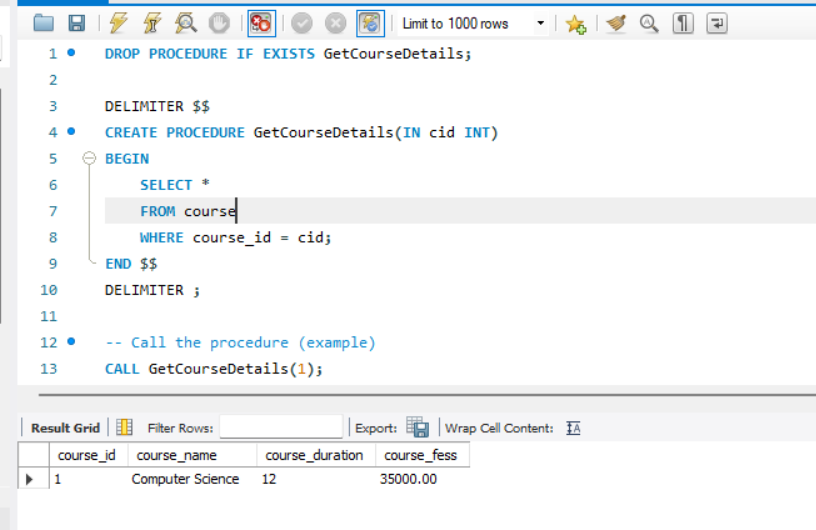 Limit to 1000 rows
1 DROP PROCEDURE IF EXISTS GetCourseDetails;
2
3 DELIMITER $$
4 CREATE PROCEDURE GetCourseDetails(IN cid INT)
5 BEGIN
6 SELECT *
7 FROM course
8 WHERE course_id = cid;
9 END $$
10 DELIMITER ;
11
12 -- Call the procedure (example)
13 CALL GetCourseDetails(1);
Result Grid Filter Rows: Export: Wrap Cell Content:
course_id course_name course_duration course_fess
1 Computer Science 12 35000.00